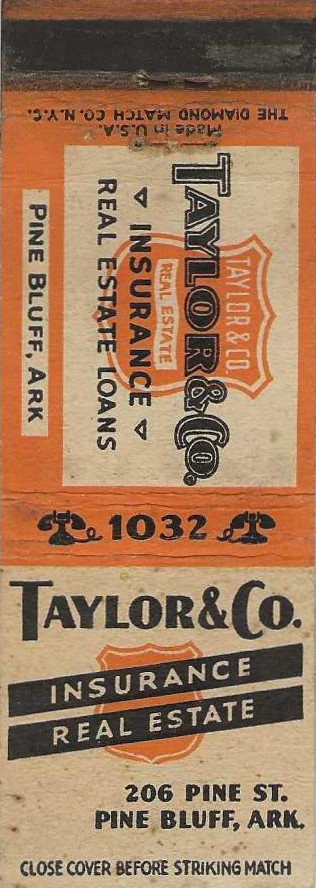 Made in U.S.A.
THE DIAMOND MATCH CO. N.Y.C.
TAYLOR & CO.
REAL ESTATE
TAYLOR & CO.
INSURANCE
REAL ESTATE LOANS
PINE BLUFF, ARK
1032
TAYLOR & CO.
INSURANCE
REAL ESTATE
206 PINE ST.
PINE BLUFF, ARK.
CLOSE COVER BEFORE STRIKING MATCH